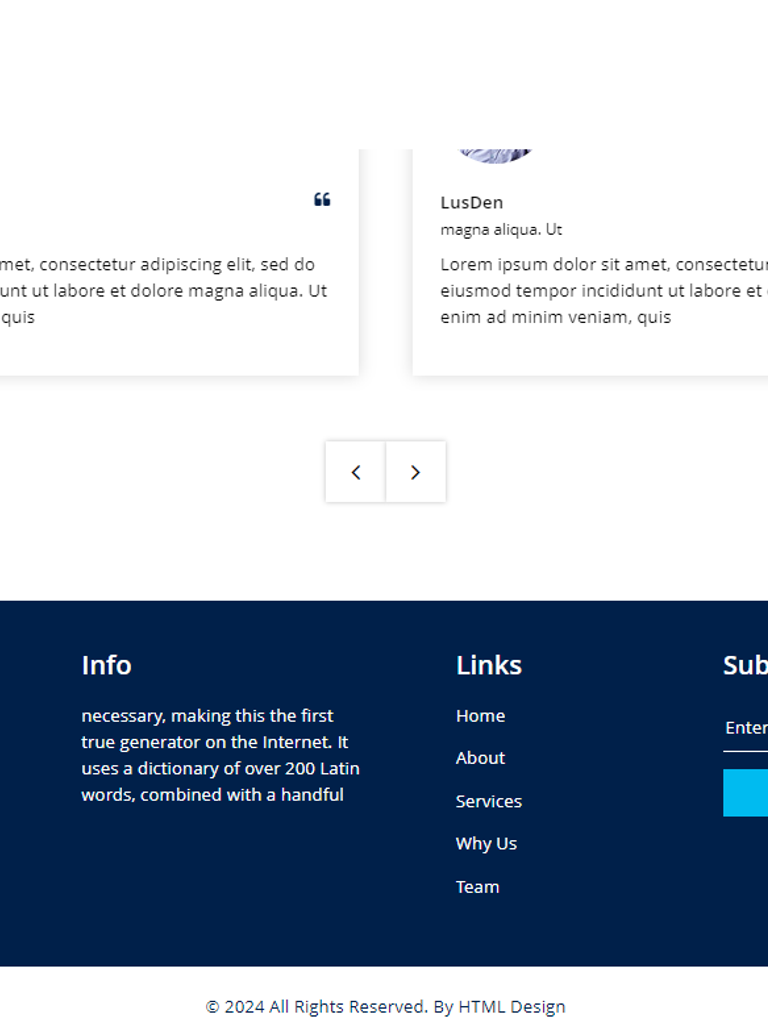 ❝
LusDen
magna aliqua. Ut
met, consectetur adipiscing elit, sed do
unt ut labore et dolore magna aliqua. Ut
quis
Lorem ipsum dolor sit amet, consectetur
eiusmod tempor incididunt ut labore et
enim ad minim veniam, quis
Info
necessary, making this the first
true generator on the Internet. It
uses a dictionary of over 200 Latin
words, combined with a handful
Links
Home
About
Services
Why Us
Team
Sub
Enter
© 2024 All Rights Reserved. By HTML Design